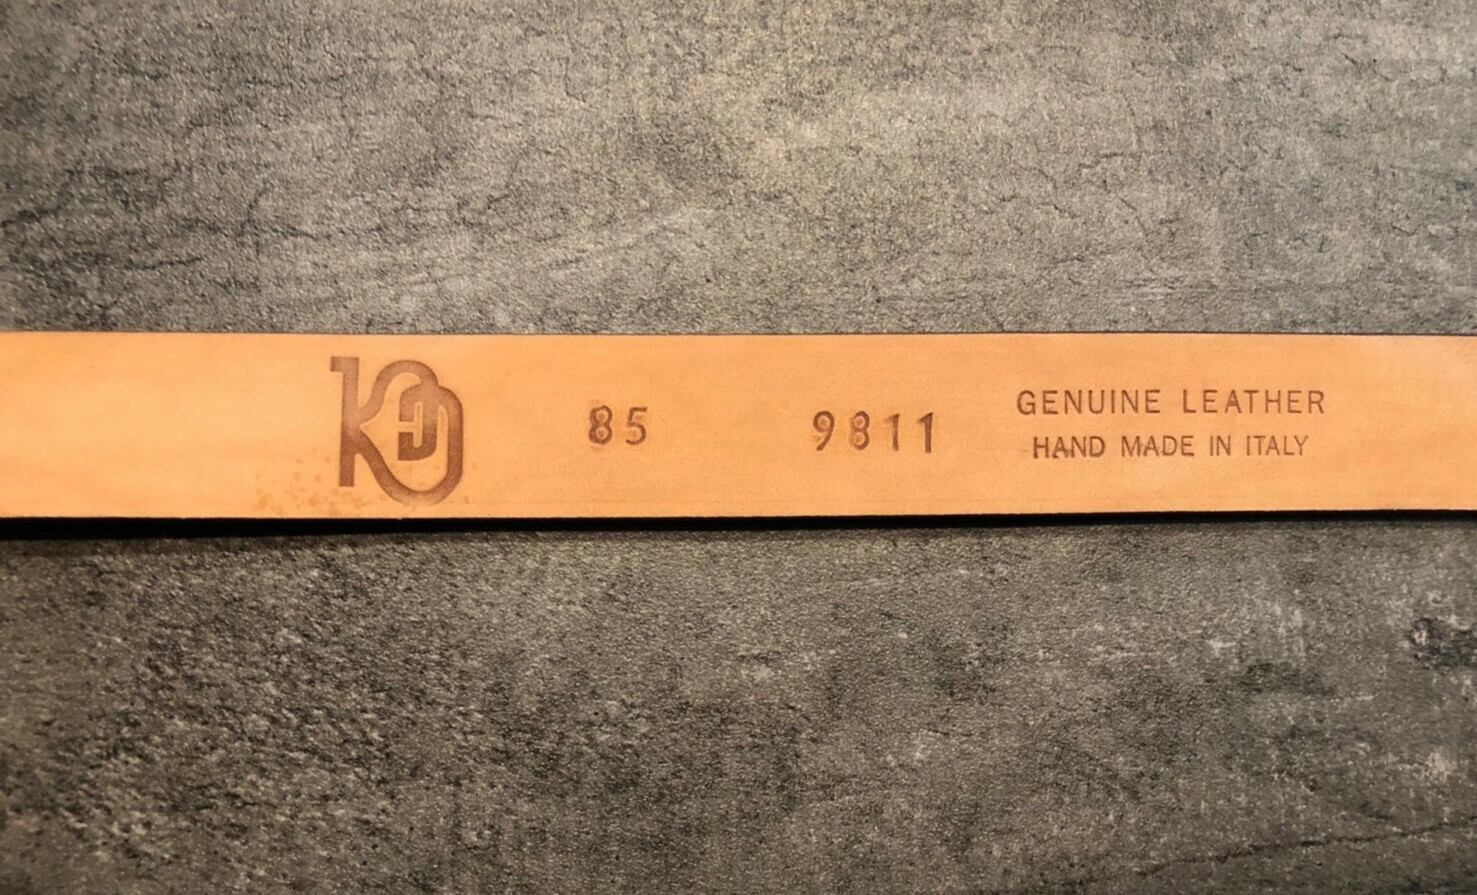 85
9811
GENUINE LEATHER
HAND MADE IN ITALY